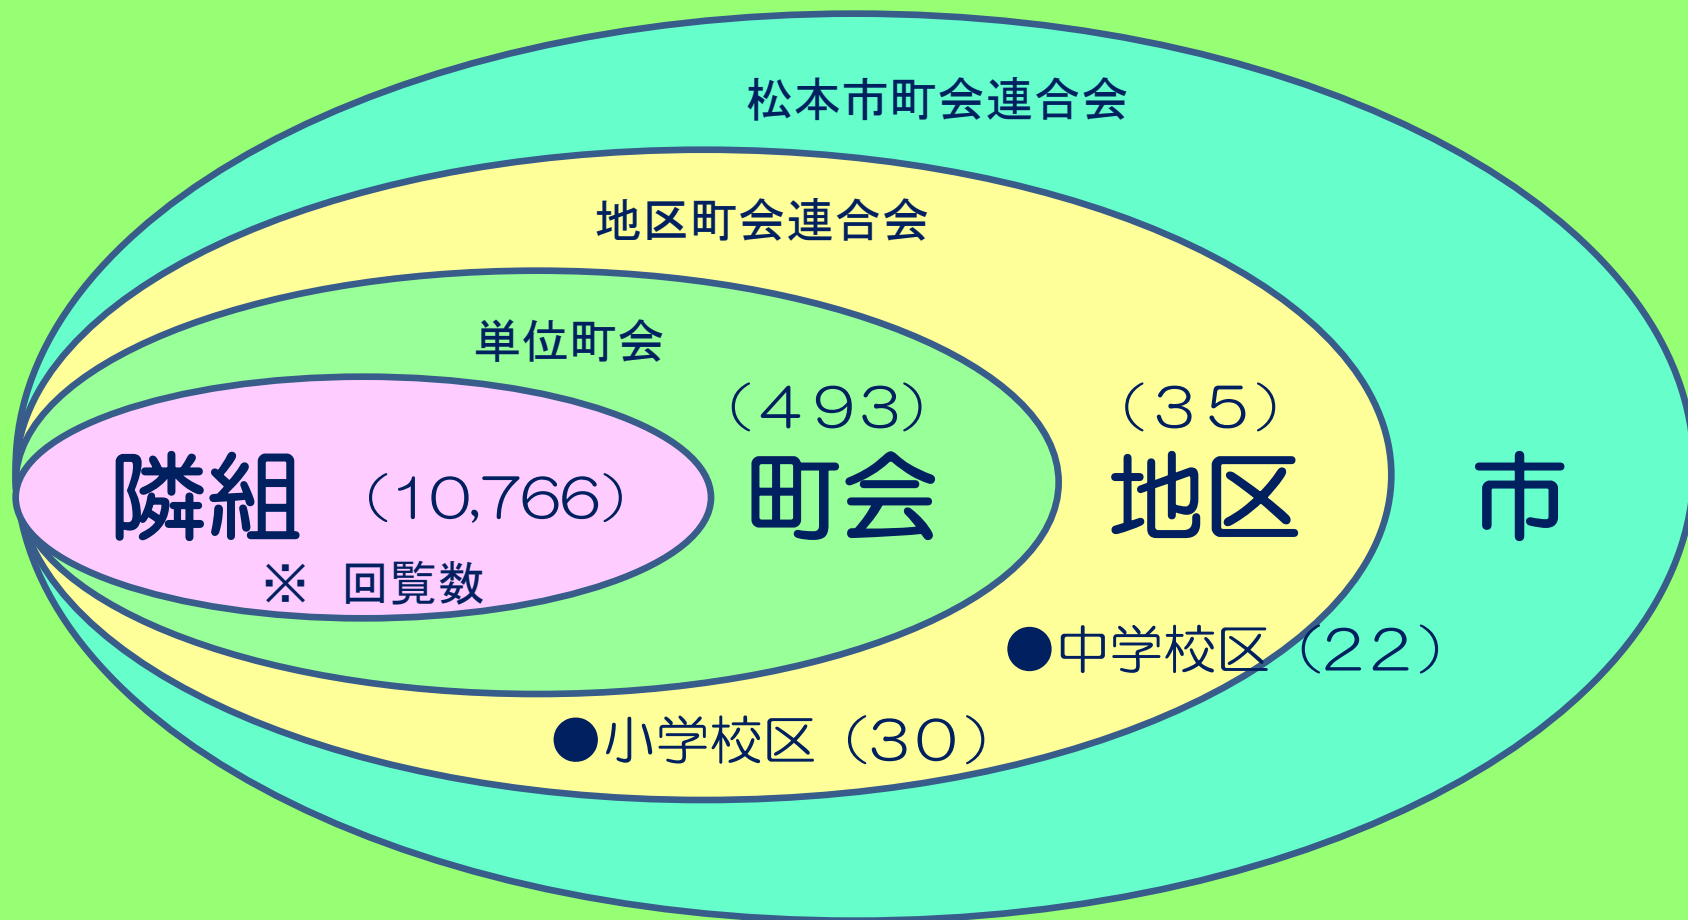 松本市町会連合会
地区町会連合会
単位町会
(493)
(35)
隣組 (10,766)
町会
地区
市
※ 回覧数
●中学校区 (22)
●小学校区 (30)